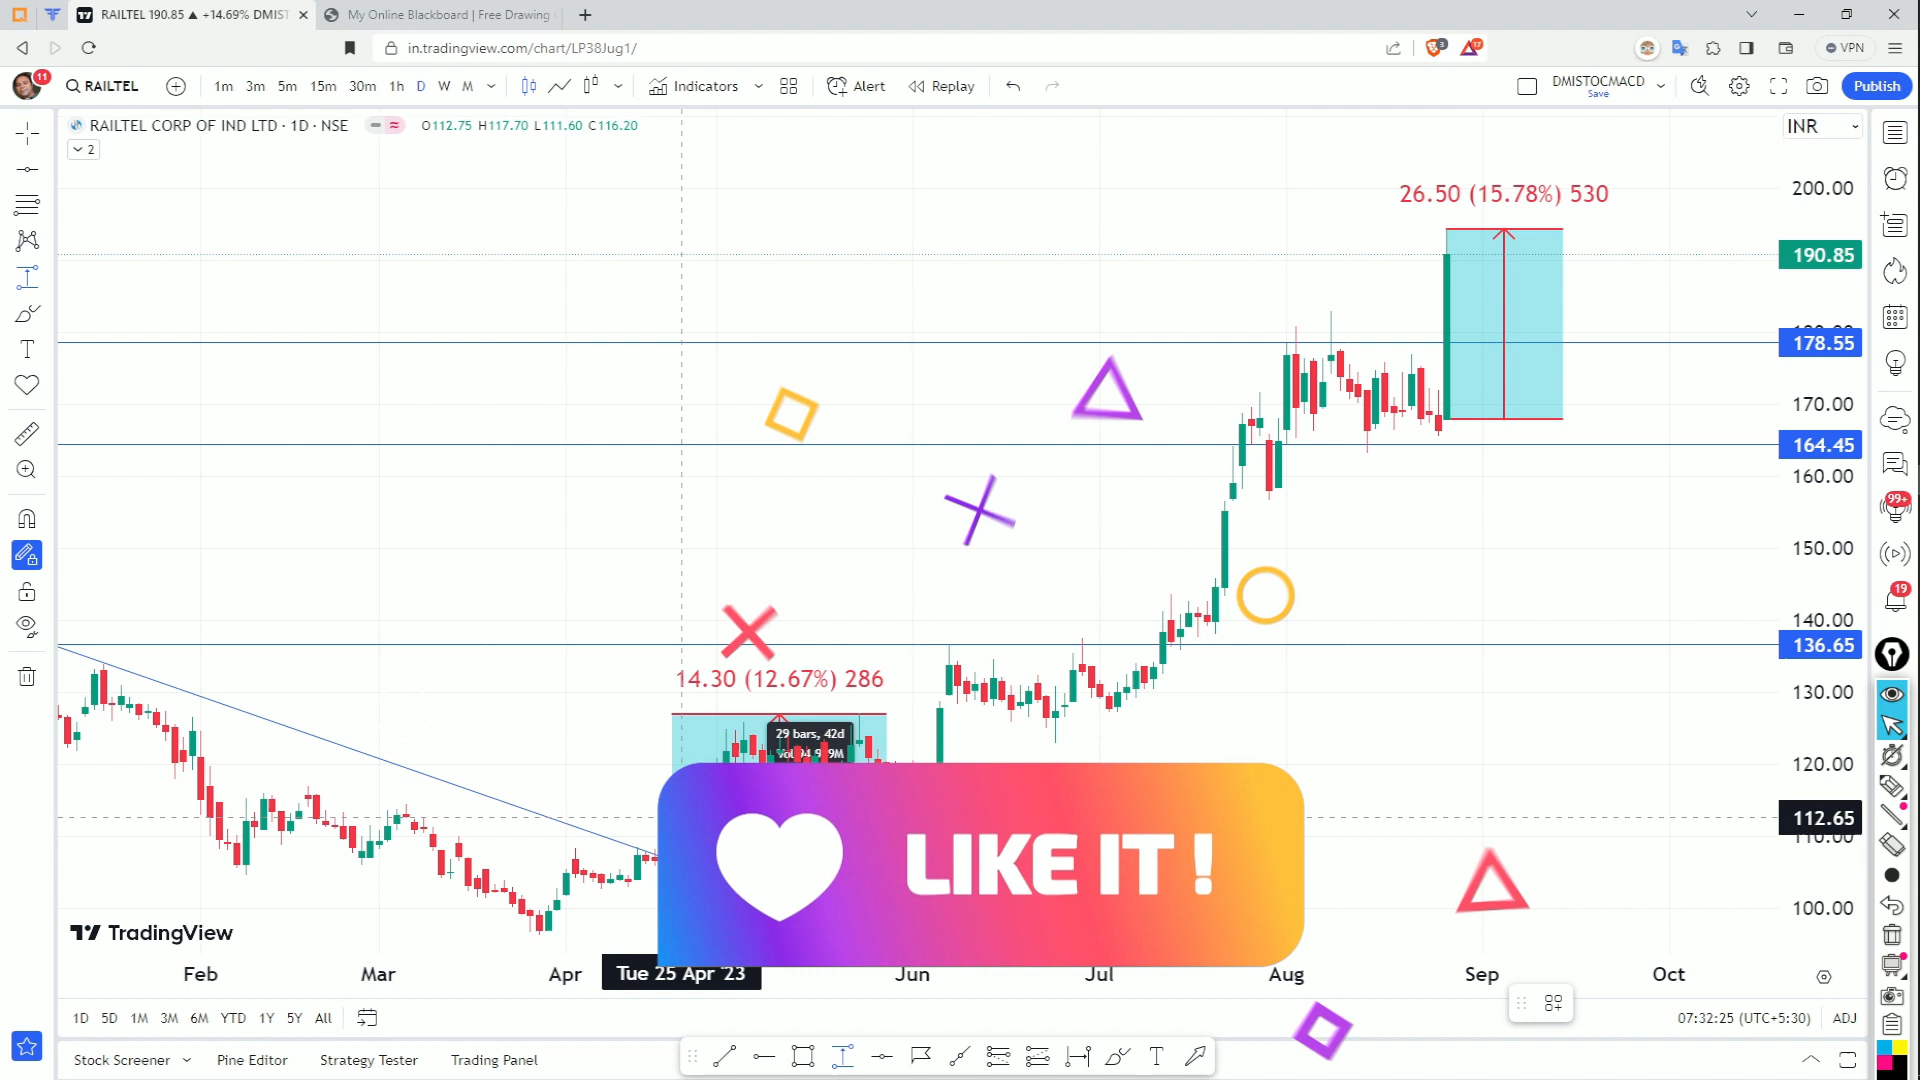 RAILTEL 190.85 ▲ +14.69% DMIST
My Online Blackboard | Free Drawing
in.tradingview.com/chart/LP38Jug1/
3
17
VPN
11
RAILTEL
1m 3m 5m 15m 30m 1h D W M
Indicators
Alert
Replay
DMISTOCMACD
Save
Publish
RAILTEL CORP OF IND LTD · 1D · NSE
O112.75 H117.70 L111.60 C116.20
INR
2
200.00
26.50 (15.78%) 530
190.85
178.55
170.00
164.45
160.00
99+
150.00
19
140.00
136.65
14.30 (12.67%) 286
130.00
29 bars, 42d
120.00
112.65
LIKE IT !
100.00
TradingView
Feb Mar Apr Tue 25 Apr '23 Jun Jul Aug Sep Oct
1D 5D 1M 3M 6M YTD 1Y 5Y All
07:32:25 (UTC+5:30) ADJ
Stock Screener Pine Editor Strategy Tester Trading Panel